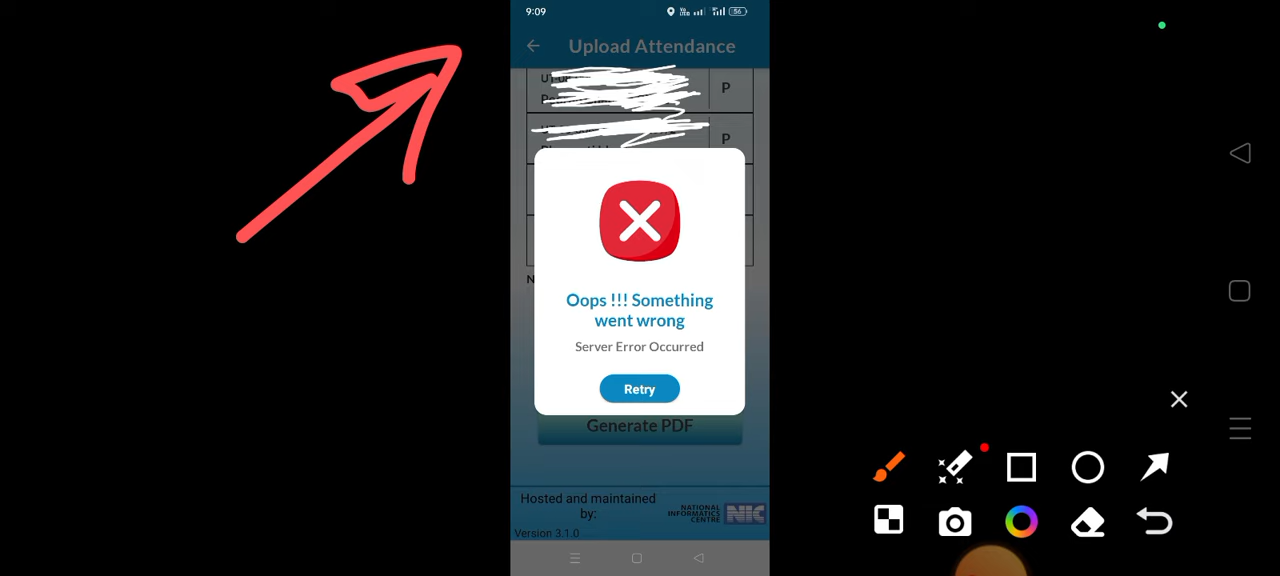 9:09
56
Upload Attendance
P
P
Oops !!! Something
went wrong
Server Error Occurred
Retry
Generate PDF
Hosted and maintained
by:
NATIONAL
INFORMATICS
CENTRE
NIC
Version 3.1.0